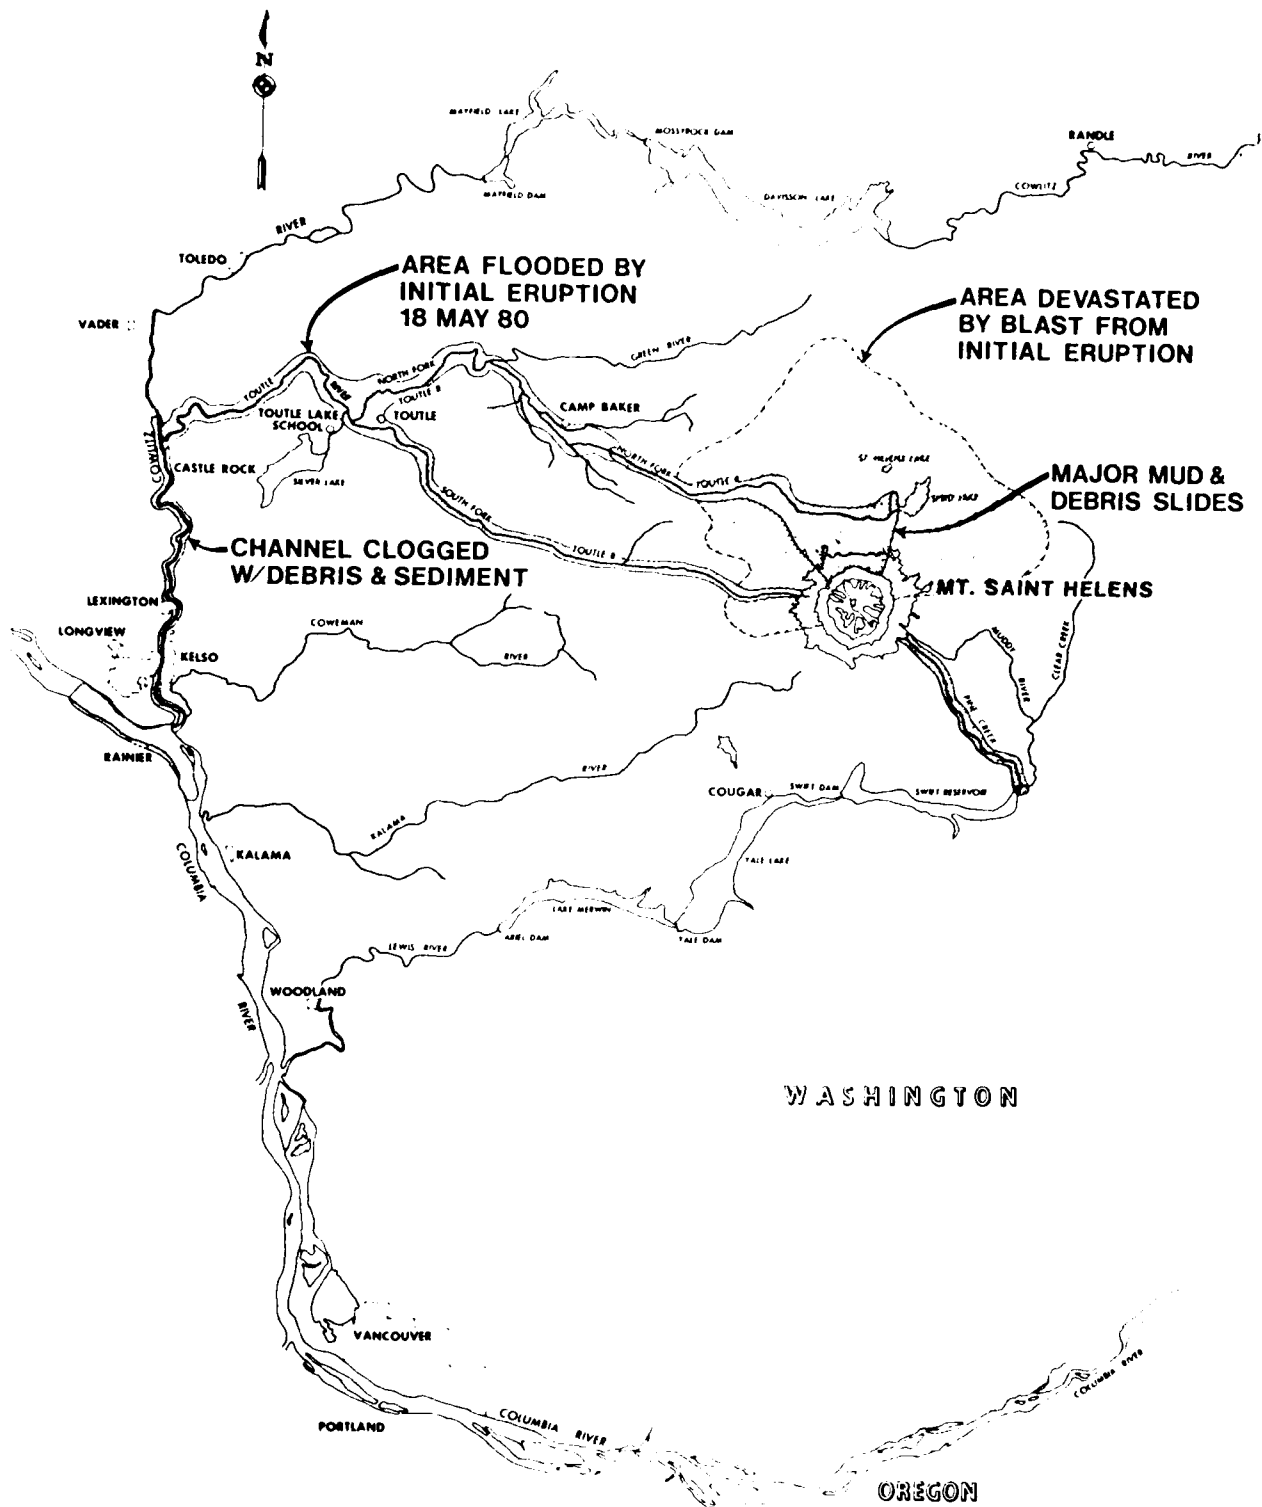 N
MAYFIELD LAKE
MOSSYROCK DAM
RANDLE
RIVER
COWLITZ
MAYFIELD DAM
DAVISSON LAKE
RIVER
TOLEDO
AREA FLOODED BY
INITIAL ERUPTION
18 MAY 80
AREA DEVASTATED
BY BLAST FROM
INITIAL ERUPTION
VADER
GREEN RIVER
NORTH FORK
TOUTLE R
TOUTLE
RIVER
TOUTLE LAKE
SCHOOL
TOUTLE
CAMP BAKER
COWLITZ
CASTLE ROCK
SILVER LAKE
NORTH FORK
TOUTLE R.
ST HELENS LAKE
SPIRIT LAKE
MAJOR MUD &
DEBRIS SLIDES
SOUTH FORK
TOUTLE R
CHANNEL CLOGGED
W/DEBRIS & SEDIMENT
MT. SAINT HELENS
LEXINGTON
LONGVIEW
COWEMAN
RIVER
KELSO
MUDDY
RIVER
CLEAR CREEK
PINE CREEK
RAINIER
RIVER
KALAMA
COUGAR
SWIFT DAM
SWIFT RESERVOIR
KALAMA
COLUMBIA
YALE LAKE
LAKE MERWIN
ARIEL DAM
YALE DAM
LEWIS RIVER
WOODLAND
RIVER
WASHINGTON
VANCOUVER
COLUMBIA RIVER
PORTLAND
COLUMBIA RIVER
OREGON